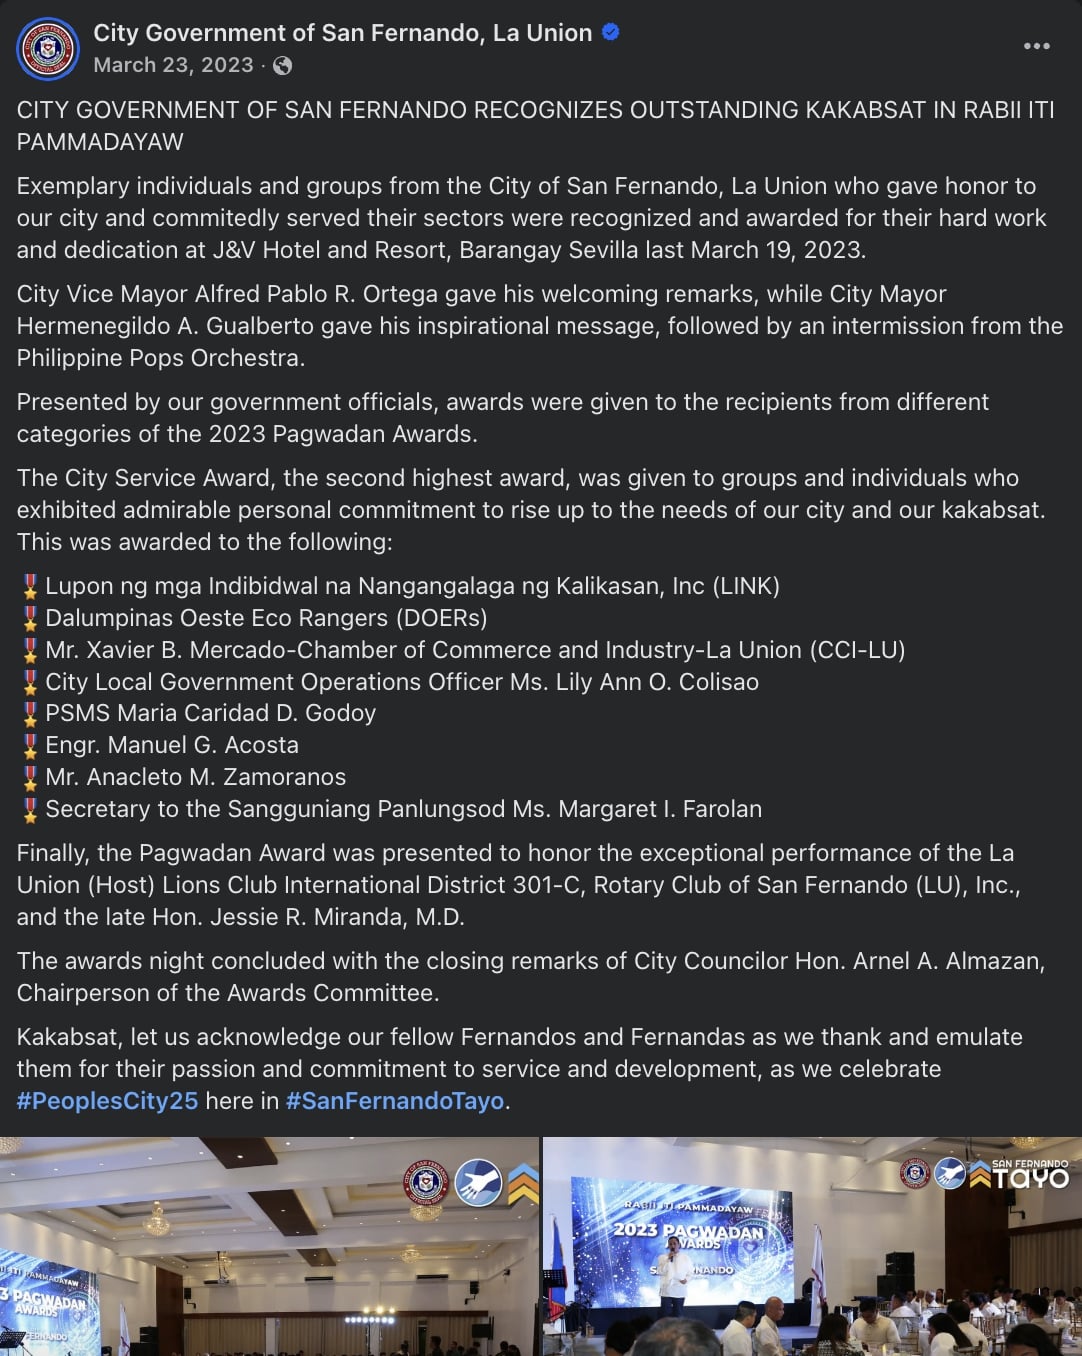 City Government of San Fernando, La Union
March 23, 2023 ·
CITY GOVERNMENT OF SAN FERNANDO RECOGNIZES OUTSTANDING KAKABSAT IN RABII ITI
PAMMADAYAW
Exemplary individuals and groups from the City of San Fernando, La Union who gave honor to
our city and commitedly served their sectors were recognized and awarded for their hard work
and dedication at J&V Hotel and Resort, Barangay Sevilla last March 19, 2023.
City Vice Mayor Alfred Pablo R. Ortega gave his welcoming remarks, while City Mayor
Hermenegildo A. Gualberto gave his inspirational message, followed by an intermission from the
Philippine Pops Orchestra.
Presented by our government officials, awards were given to the recipients from different
categories of the 2023 Pagwadan Awards.
The City Service Award, the second highest award, was given to groups and individuals who
exhibited admirable personal commitment to rise up to the needs of our city and our kakabsat.
This was awarded to the following:
🎖️Lupon ng mga Indibidwal na Nangangalaga ng Kalikasan, Inc (LINK)
🎖️Dalumpinas Oeste Eco Rangers (DOERs)
🎖️Mr. Xavier B. Mercado-Chamber of Commerce and Industry-La Union (CCI-LU)
🎖️City Local Government Operations Officer Ms. Lily Ann O. Colisao
🎖️PSMS Maria Caridad D. Godoy
🎖️Engr. Manuel G. Acosta
🎖️Mr. Anacleto M. Zamoranos
🎖️Secretary to the Sangguniang Panlungsod Ms. Margaret I. Farolan
Finally, the Pagwadan Award was presented to honor the exceptional performance of the La
Union (Host) Lions Club International District 301-C, Rotary Club of San Fernando (LU), Inc.,
and the late Hon. Jessie R. Miranda, M.D.
The awards night concluded with the closing remarks of City Councilor Hon. Arnel A. Almazan,
Chairperson of the Awards Committee.
Kakabsat, let us acknowledge our fellow Fernandos and Fernandas as we thank and emulate
them for their passion and commitment to service and development, as we celebrate
#PeoplesCity25 here in #SanFernandoTayo.
ITI PAMMADAYAW
3 PAGWADAN
AWARDS
FERNANDO
SAN FERNANDO
TAYO
RABII ITI PAMMADAYAW
2023 PAGWADAN
WARDS
NANDO